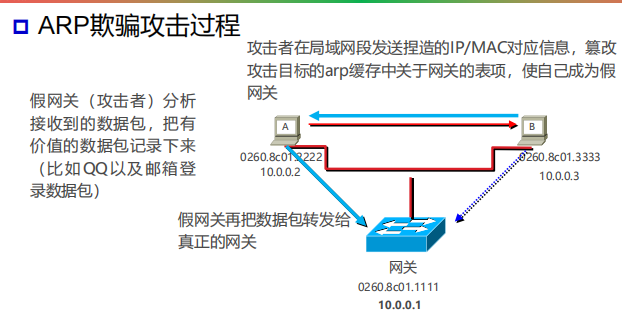 ARP欺骗攻击过程
攻击者在局域网段发送捏造的IP/MAC对应信息，篡改
攻击目标的arp缓存中关于网关的表项，使自己成为假
网关
假网关（攻击者）分析
接收到的数据包，把有
价值的数据包记录下来
（比如QQ以及邮箱登
录数据包）
A
B
0260.8c01.2222
10.0.0.2
0260.8c01.3333
10.0.0.3
假网关再把数据包转发给
真正的网关
网关
0260.8c01.1111
10.0.0.1